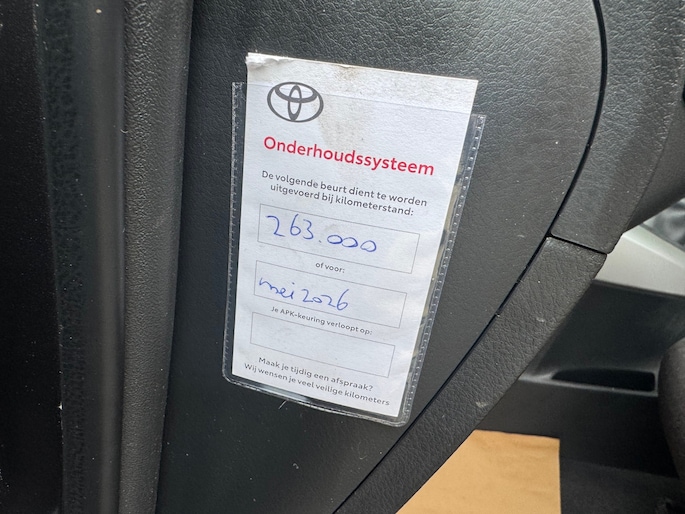 Onderhoudssysteem
De volgende beurt dient te worden
uitgevoerd bij kilometerstand:
263.000
of voor:
mei 2026
Je APK-keuring verloopt op:
Maak je tijdig een afspraak?
Wij wensen je veel veilige kilometers